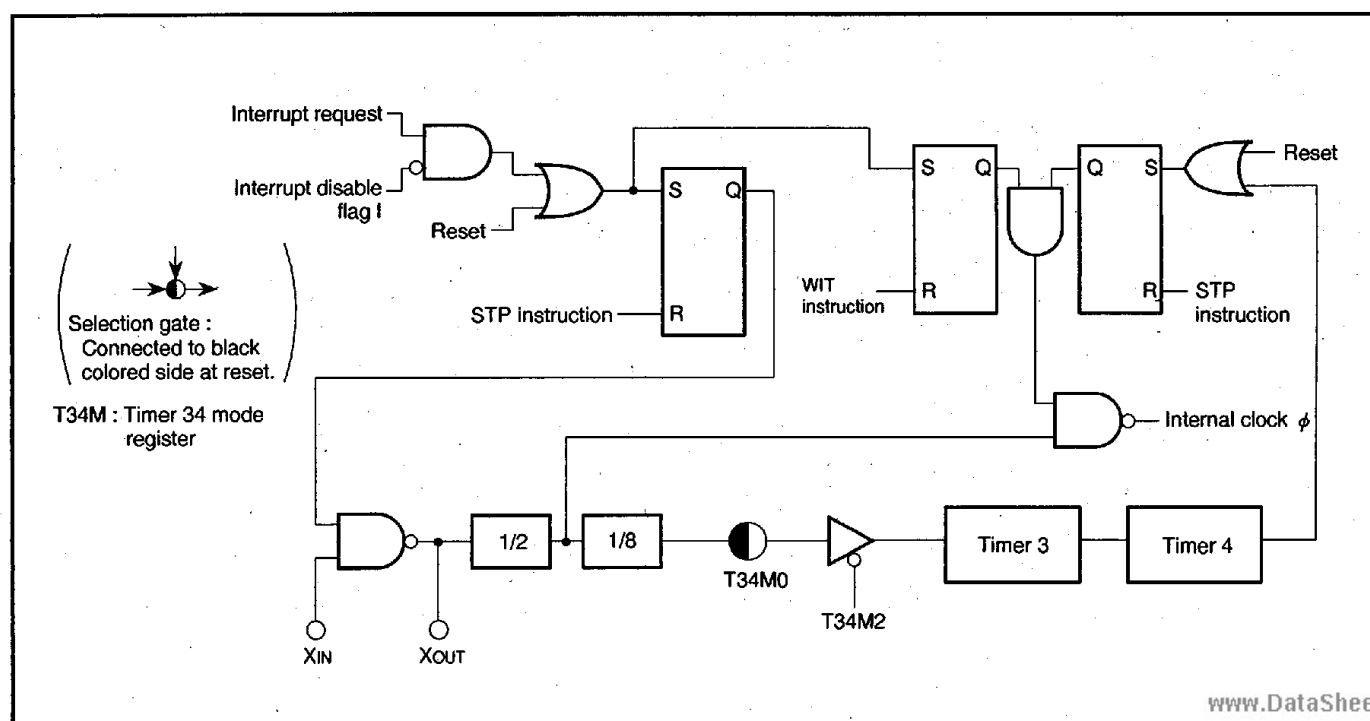 Interrupt request
Interrupt disable
flag I
Reset
STP instruction
S
Q
R
S
Q
WIT
instruction
R
Q
S
R
Reset
STP
instruction
Selection gate :
Connected to black
colored side at reset.
T34M : Timer 34 mode
register
Internal clock ϕ
1/2
1/8
T34M0
T34M2
Timer 3
Timer 4
XIN
XOUT
www.DataShee